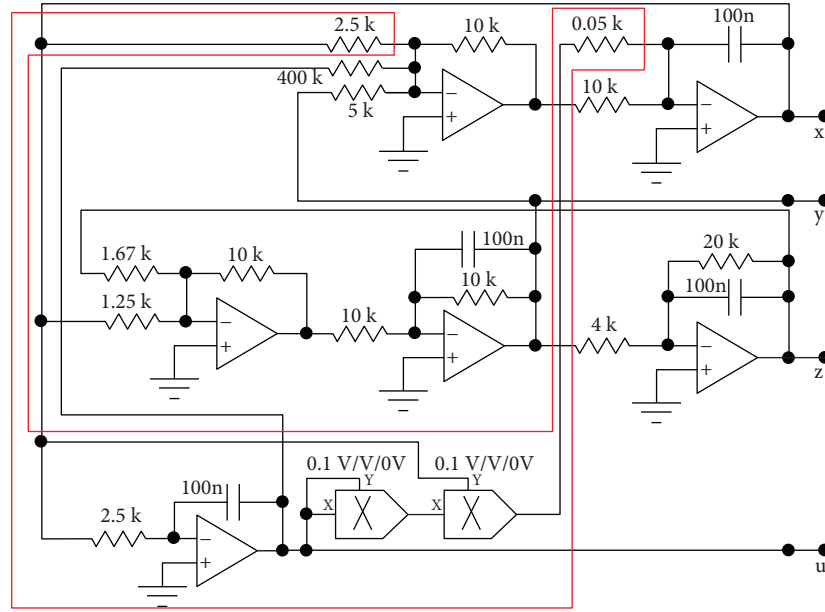 2.5 k
10 k
0.05 k
100n
400 k
5 k
10 k
−
+
−
+
x
y
1.67 k
10 k
100n
20 k
1.25 k
10 k
100n
10 k
4 k
−
+
−
+
−
+
z
0.1 V/V/0V
0.1 V/V/0V
Y
Y
100n
X
X
2.5 k
−
+
u